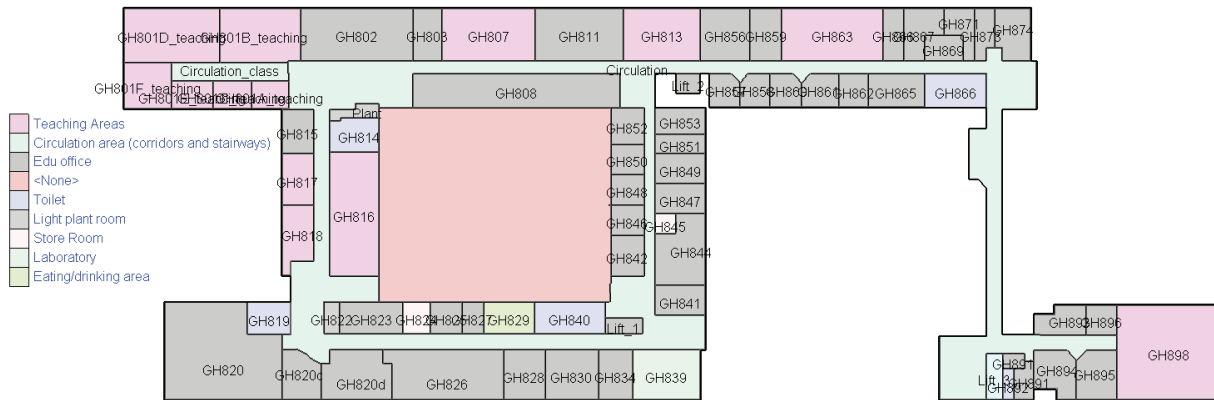 GH801D_teaching
GH801B_teaching
GH802
GH803
GH807
GH811
GH813
GH856
GH859
GH863
GH867
GH871
GH869
GH873
GH874
GH801F_teaching
Circulation_class
Circulation
Lift_2
GH808
GH857
GH858
GH861
GH862
GH865
GH866
Plant
GH815
GH814
GH852
GH853
GH851
GH850
GH849
GH817
GH848
GH847
GH816
GH846
GH845
GH818
GH842
GH844
GH841
GH819
GH822
GH823
GH824
GH825
GH827
GH829
GH840
Lift_1
GH820
GH820c
GH820d
GH826
GH828
GH830
GH834
GH839
GH893
GH896
GH898
GH891
GH894
GH895
Lift_3
GH892
GH891
Teaching Areas
Circulation area (corridors and stairways)
Edu office
<None>
Toilet
Light plant room
Store Room
Laboratory
Eating/drinking area